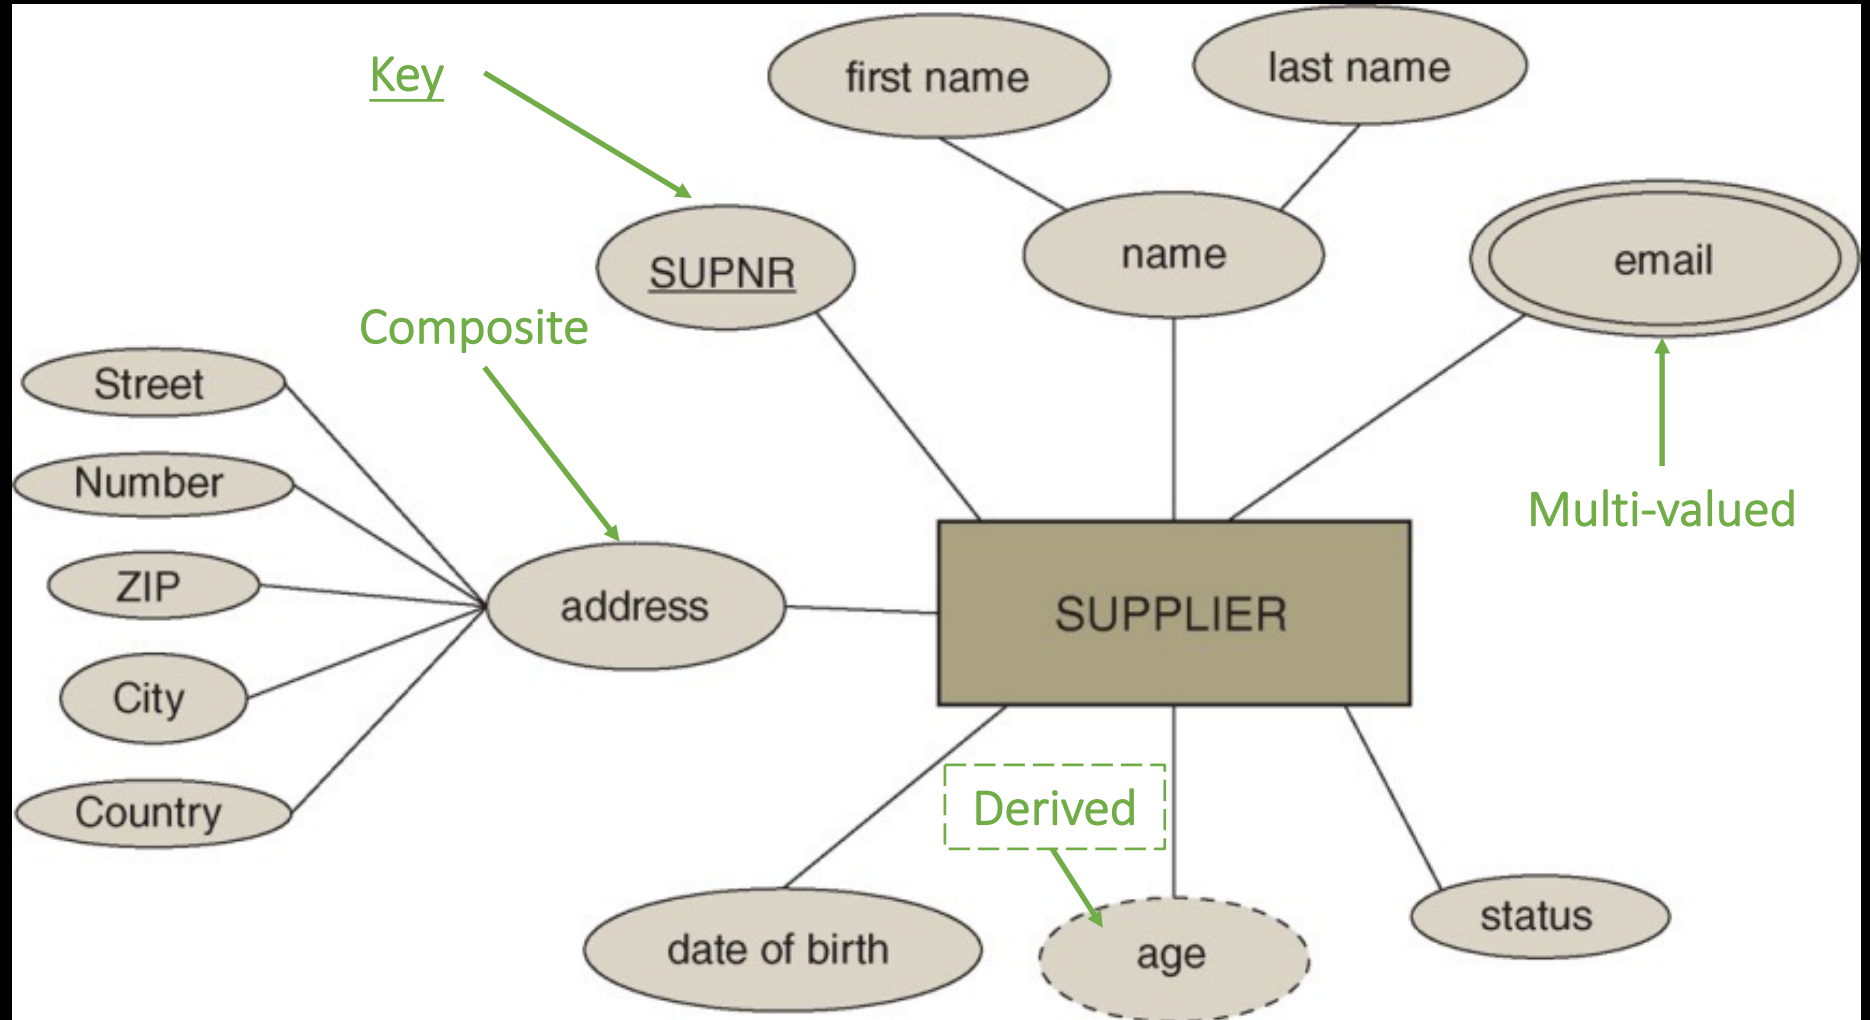 first name
last name
Key
SUPNR
name
email
Composite
Street
Number
ZIP
City
Country
address
SUPPLIER
Multi-valued
Derived
date of birth
age
status